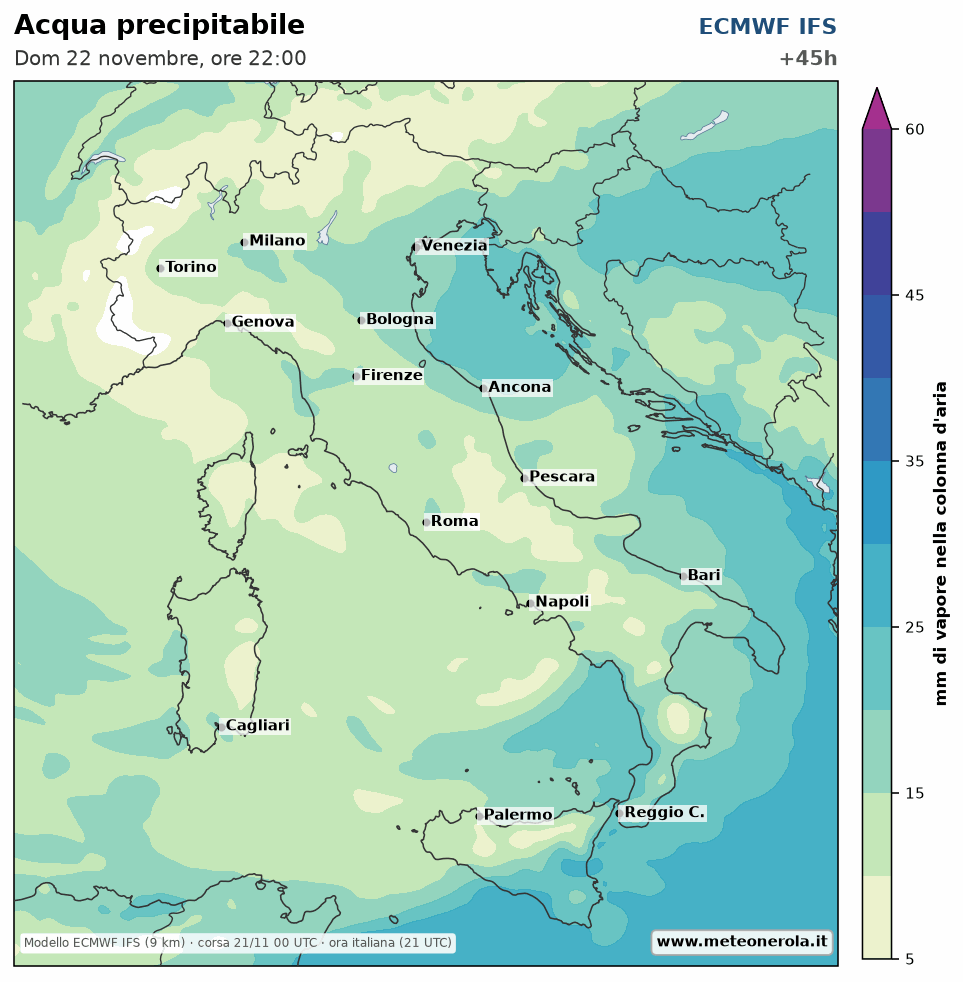 Acqua precipitabile
ECMWF IFS
Dom 22 novembre, ore 22:00
+45h
60
45
35
25
15
5
mm di vapore nella colonna d'aria
Milano
Venezia
Torino
Genova
Bologna
Firenze
Ancona
Pescara
Roma
Bari
Napoli
Cagliari
Palermo
Reggio C.
Modello ECMWF IFS (9 km) · corsa 21/11 00 UTC · ora italiana (21 UTC)
www.meteonerola.it